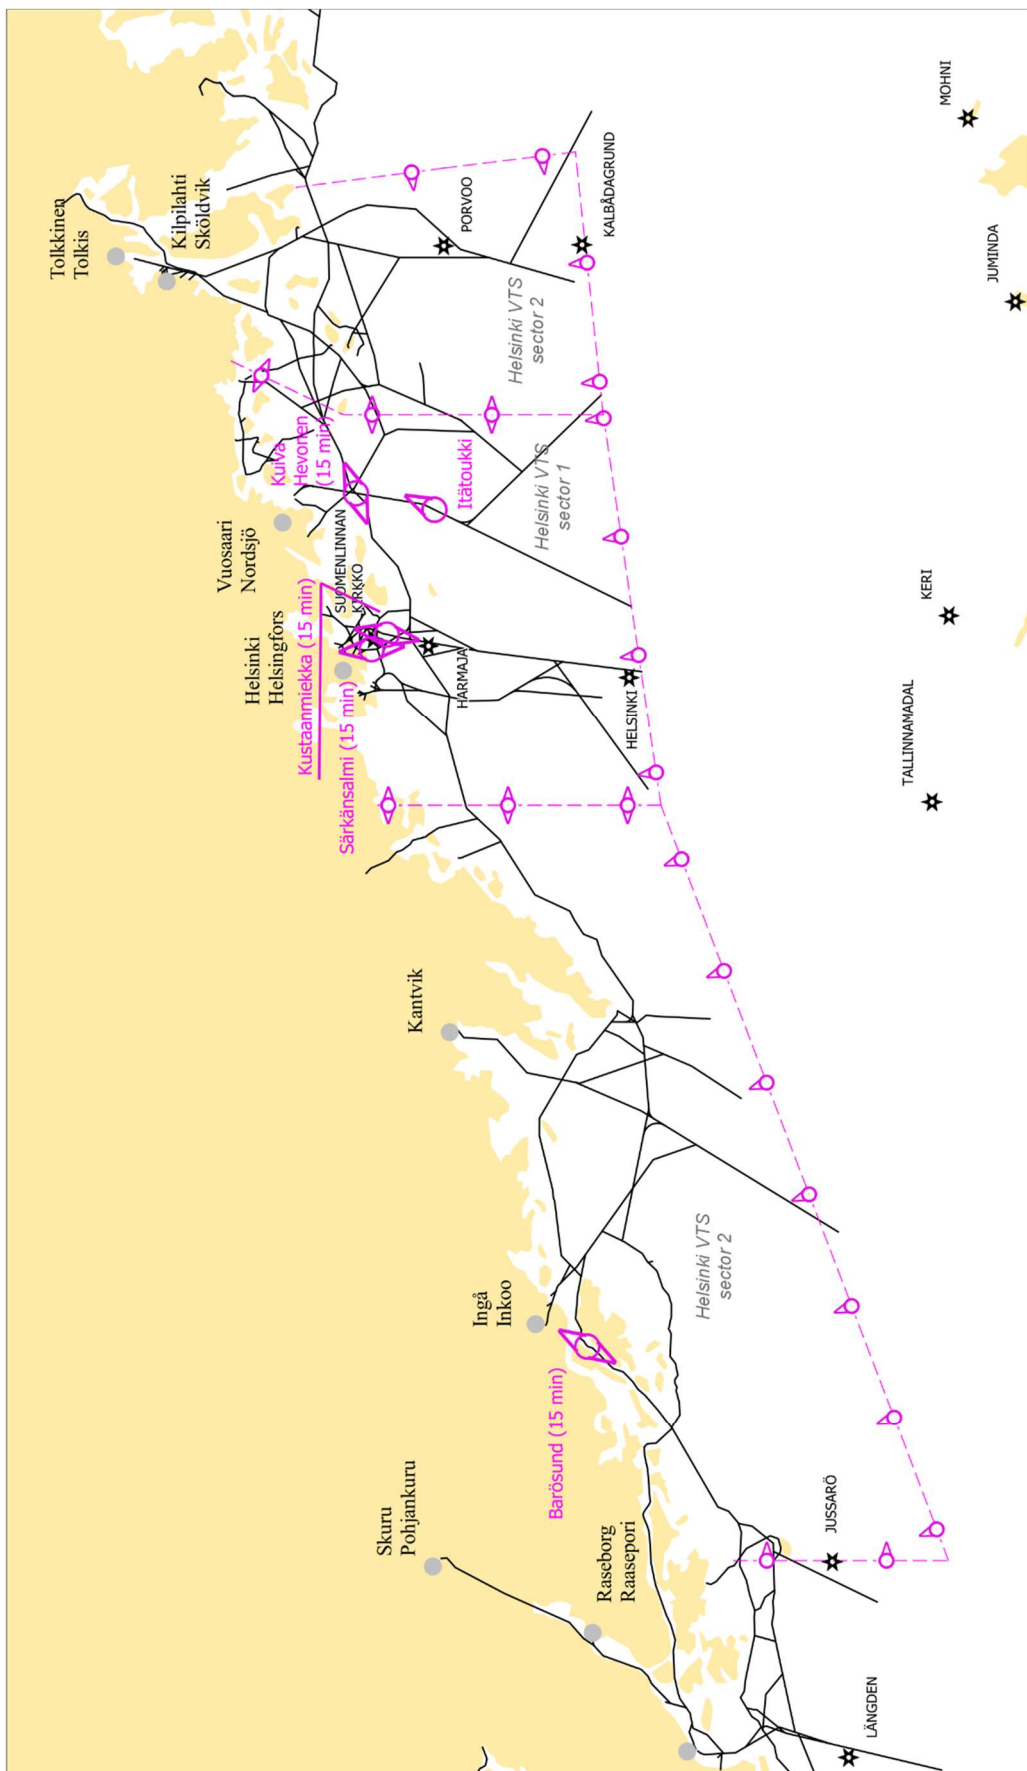 Tolkkinen
Tolkis
Kilpilahti
Sköldvik
PORVOO
KALBÅDAGRUND
MOHNI
JUMINDA
Helsinki VTS
sector 2
Kuiva
Hevonen
(15 min)
Itätoukki
Helsinki VTS
sector 1
Vuosaari
Nordsjö
SUOMENLINNAN
KIRKKO
Kustaanmiekka (15 min)
Helsinki
Helsingfors
Särkänsalmi (15 min)
HARMAJA
HELSINKI
KERI
TALLINNAMADAL
Kantvik
Helsinki VTS
sector 2
Ingå
Inkoo
Barösund (15 min)
Skuru
Pohjankuru
Raseborg
Raasepori
JUSSARÖ
LÄNGDEN